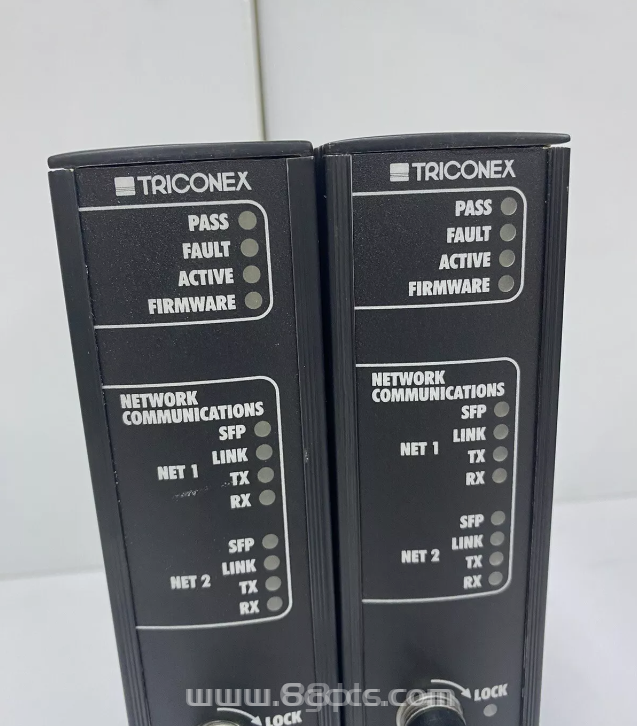 TRICONEX
PASS
FAULT
ACTIVE
FIRMWARE
NETWORK
COMMUNICATIONS
SFP
LINK
NET 1
TX
RX
SFP
LINK
NET 2
TX
RX
LOCK
TRICONEX
PASS
FAULT
ACTIVE
FIRMWARE
NETWORK
COMMUNICATIONS
SFP
LINK
NET 1
TX
RX
SFP
LINK
NET 2
TX
RX
LOCK